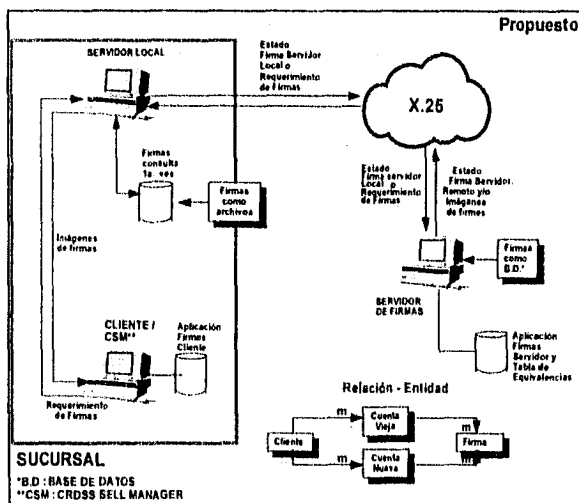 Propuesto
SERVIDOR LOCAL
Estado
Firma Servidor
Local o
Requerimiento
de Firmas
X.25
Firmas
consulta
1a. ves
Firmas
como
archivos
Estado
Firma servidor
Local o
Requerimiento
de Firmas
Estado
Firma Servidor
Remoto y/o
Imágenes
de firmas
Imágenes
de firmas
Firmas
como
B.D.*
SERVIDOR
DE FIRMAS
CLIENTE /
CSM**
Aplicación
Firmas
Cliente
Aplicación
Firmas
Servidor y
Tabla de
Equivalencias
Requerimiento
de Firmas
Relación - Entidad
Cliente
m
Cuenta
Vieja
m
Firma
m
Cuenta
Nueva
m
SUCURSAL
*B.D : BASE DE DATOS
**CSM : CRDSS SELL MANAGER